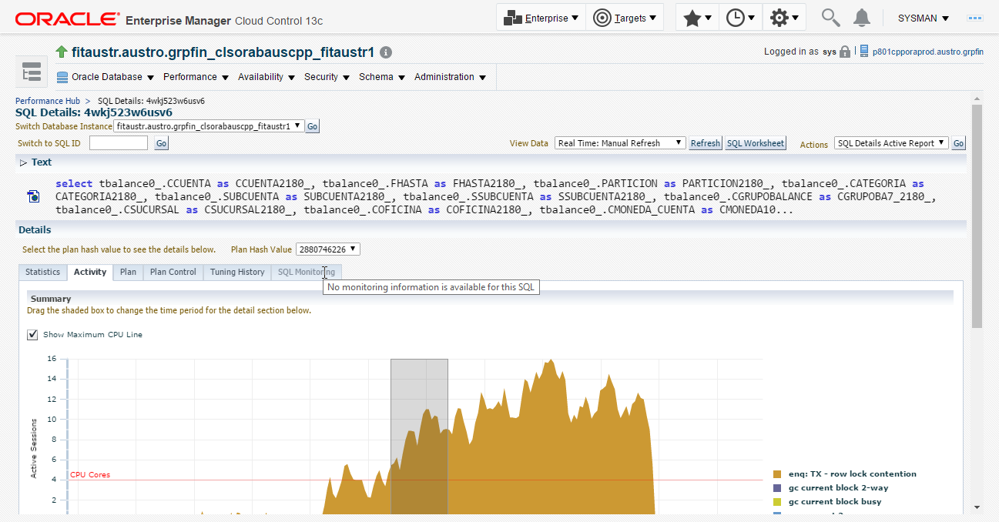 ORACLE Enterprise Manager Cloud Control 13c
Enterprise Targets SYSMAN
fitaustr.austro.grpfin_clsorabauscpp_fitaustr1
Logged in as sys p801cpporaprod.austro.grpfin
Oracle Database Performance Availability Security Schema Administration
Performance Hub > SQL Details: 4wkj523w6usv6
SQL Details: 4wkj523w6usv6
Switch Database Instance fitaustr.austro.grpfin_clsorabauscpp_fitaustr1 Go
Switch to SQL ID Go View Data Real Time: Manual Refresh Refresh SQL Worksheet Actions SQL Details Active Report Go
Text
select tbalance0_.CCUENTA as CCUENTA2180_, tbalance0_.FHASTA as FHASTA2180_, tbalance0_.PARTICION as PARTICION2180_, tbalance0_.CATEGORIA as
CATEGORIA2180_, tbalance0_.SUBCUENTA as SUBCUENTA2180_, tbalance0_.SSUBCUENTA as SSUBCUENTA2180_, tbalance0_.CGRUPOBALANCE as CGRUPOBA7_2180_,
tbalance0_.CSUCURSAL as CSUCURSAL2180_, tbalance0_.COFICINA as COFICINA2180_, tbalance0_.CMONEDA_CUENTA as CMONEDA10...
Details
Select the plan hash value to see the details below. Plan Hash Value 2880746226
Statistics Activity Plan Plan Control Tuning History SQL Monitoring
No monitoring information is available for this SQL
Summary
Drag the shaded box to change the time period for the detail section below.
Show Maximum CPU Line
16
14
12
10
8
6
4
2
Active Sessions
CPU Cores
enq: TX - row lock contention
gc current block 2-way
gc current block busy